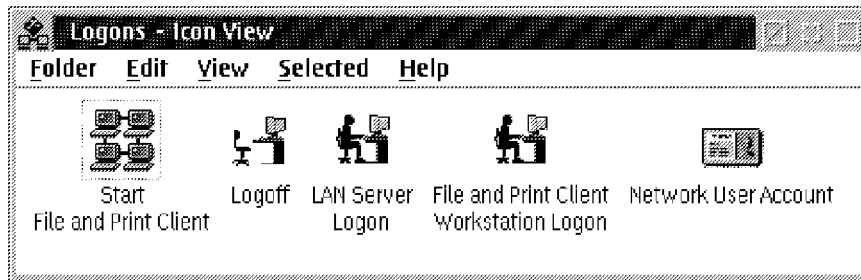 Logons - Icon View
Folder Edit View Selected Help
Start
File and Print Client
Logoff
LAN Server
Logon
File and Print Client
Workstation Logon
Network User Account